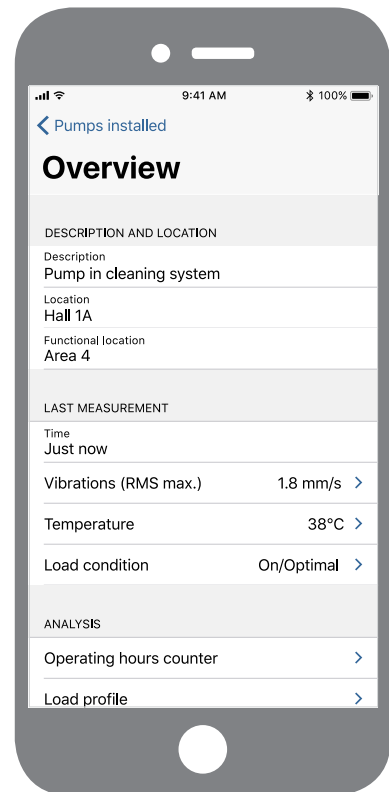 9:41 AM
100%
Pumps installed
Overview
DESCRIPTION AND LOCATION
Description
Pump in cleaning system
Location
Hall 1A
Functional location
Area 4
LAST MEASUREMENT
Time
Just now
Vibrations (RMS max.) 1.8 mm/s
Temperature 38°C
Load condition On/Optimal
ANALYSIS
Operating hours counter
Load profile